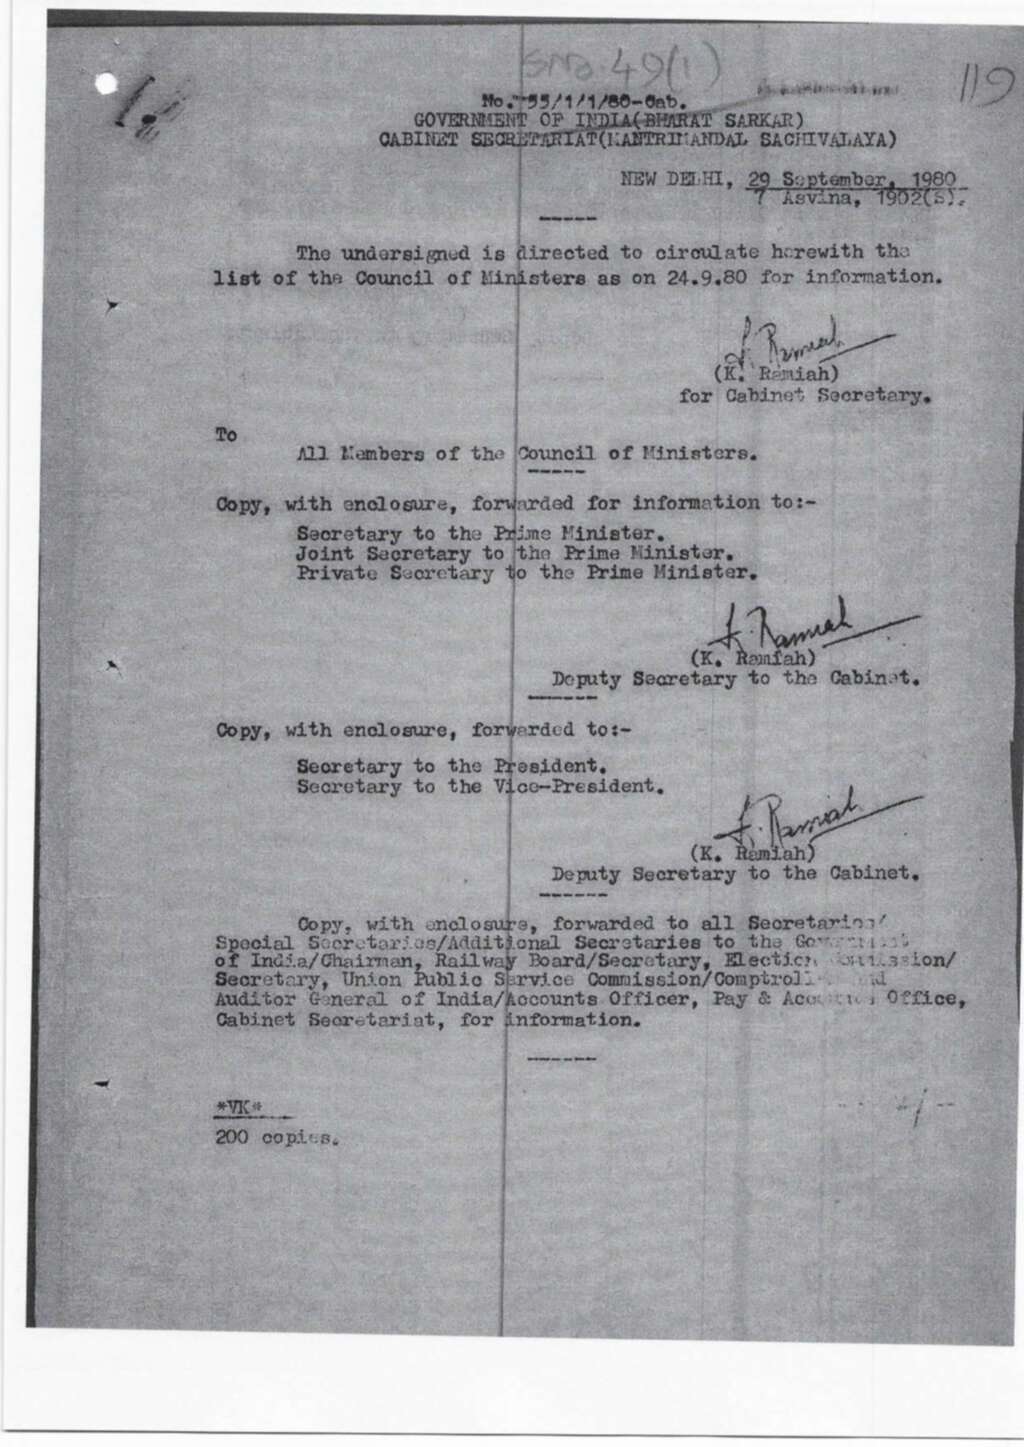 SNo. 49(1)
119
No. 55/1/1/80-Cab.
GOVERNMENT OF INDIA(BHARAT SARKAR)
CABINET SECRETARIAT(MANTRIMANDAL SACHIVALAYA)
NEW DELHI, 29 September, 1980
7 Asvina, 1902(S).
The undersigned is directed to circulate herewith the
list of the Council of Ministers as on 24.9.80 for information.
K. Ramiah
(K. Ramiah)
for Cabinet Secretary.
To
All Members of the Council of Ministers.
Copy, with enclosure, forwarded for information to:-
Secretary to the Prime Minister.
Joint Secretary to the Prime Minister.
Private Secretary to the Prime Minister.
K. Ramiah
(K. Ramiah)
Deputy Secretary to the Cabinet.
Copy, with enclosure, forwarded to:-
Secretary to the President.
Secretary to the Vice-President.
K. Ramiah
(K. Ramiah)
Deputy Secretary to the Cabinet.
Copy, with enclosure, forwarded to all Secretaries/
Special Secretaries/Additional Secretaries to the Government
of India/Chairman, Railway Board/Secretary, Election Commission/
Secretary, Union Public Service Commission/Comptroller and
Auditor General of India/Accounts Officer, Pay & Accounts Office,
Cabinet Secretariat, for information.
*VK*
200 copies.